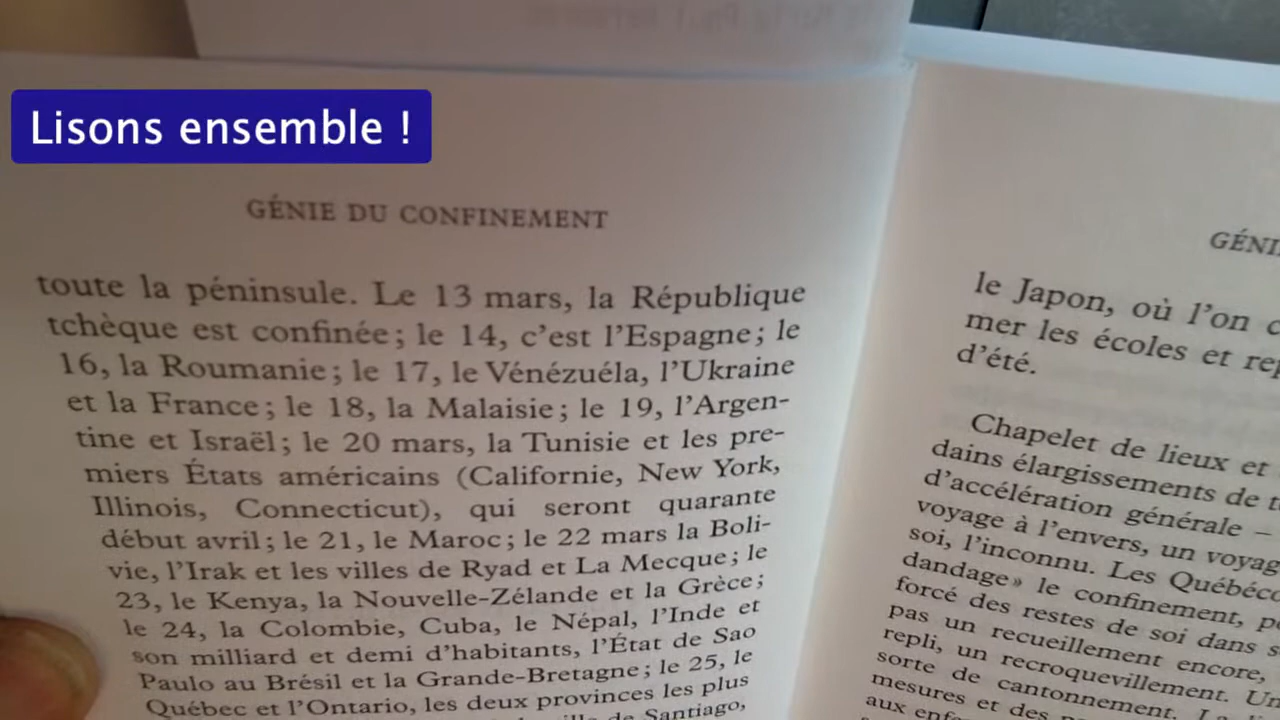 Lisons ensemble !
GÉNIE DU CONFINEMENT
toute la péninsule. Le 13 mars, la République
tchèque est confinée ; le 14, c'est l'Espagne ; le
16, la Roumanie ; le 17, le Vénézuéla, l'Ukraine
et la France ; le 18, la Malaisie ; le 19, l'Argen-
tine et Israël ; le 20 mars, la Tunisie et les pre-
miers États américains (Californie, New York,
Illinois, Connecticut), qui seront quarante
début avril ; le 21, le Maroc ; le 22 mars la Boli-
vie, l'Irak et les villes de Ryad et La Mecque ; le
23, le Kenya, la Nouvelle-Zélande et la Grèce ;
le 24, la Colombie, Cuba, le Népal, l'Inde et
son milliard et demi d'habitants, l'État de Sao
Paulo au Brésil et la Grande-Bretagne ; le 25, le
Québec et l'Ontario, les deux provinces les plus
de Santiago,
GÉNI
le Japon, où l'on c
mer les écoles et rep
d'été.
Chapelet de lieux et
dains élargissements de t
d'accélération générale –
voyage à l'envers, un voyag
soi, l'inconnu. Les Québéco
dandage » le confinement, p
forcé des restes de soi dans s
pas un recueillement encore,
repli, un recroquevillement. Un
sorte de cantonnement.
mesures et des
aux enfe